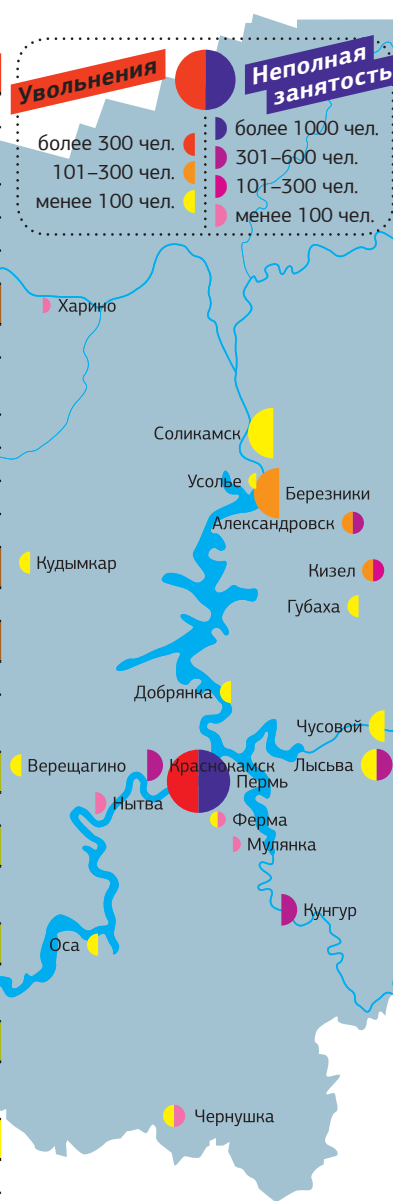 Увольнения
Неполная
занятость
более 300 чел.
101–300 чел.
менее 100 чел.
более 1000 чел.
301–600 чел.
101–300 чел.
менее 100 чел.
Харино
Соликамск
Усолье
Березники
Александровск
Кудымкар
Кизел
Губаха
Добрянка
Чусовой
Верещагино
Краснокамск
Лысьва
Пермь
Нытва
Ферма
Мулянка
Кунгур
Оса
Чернушка